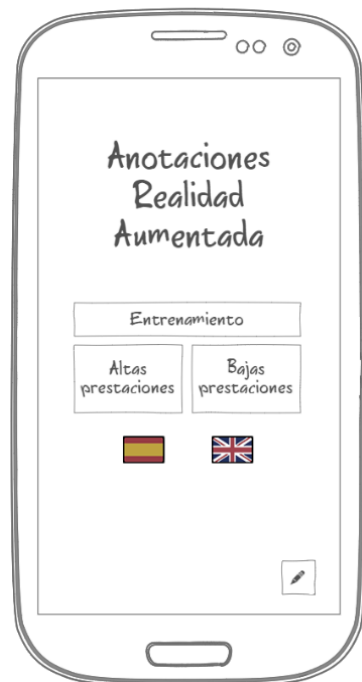 Anotaciones
Realidad
Aumentada
Entrenamiento
Altas
prestaciones
Bajas
prestaciones